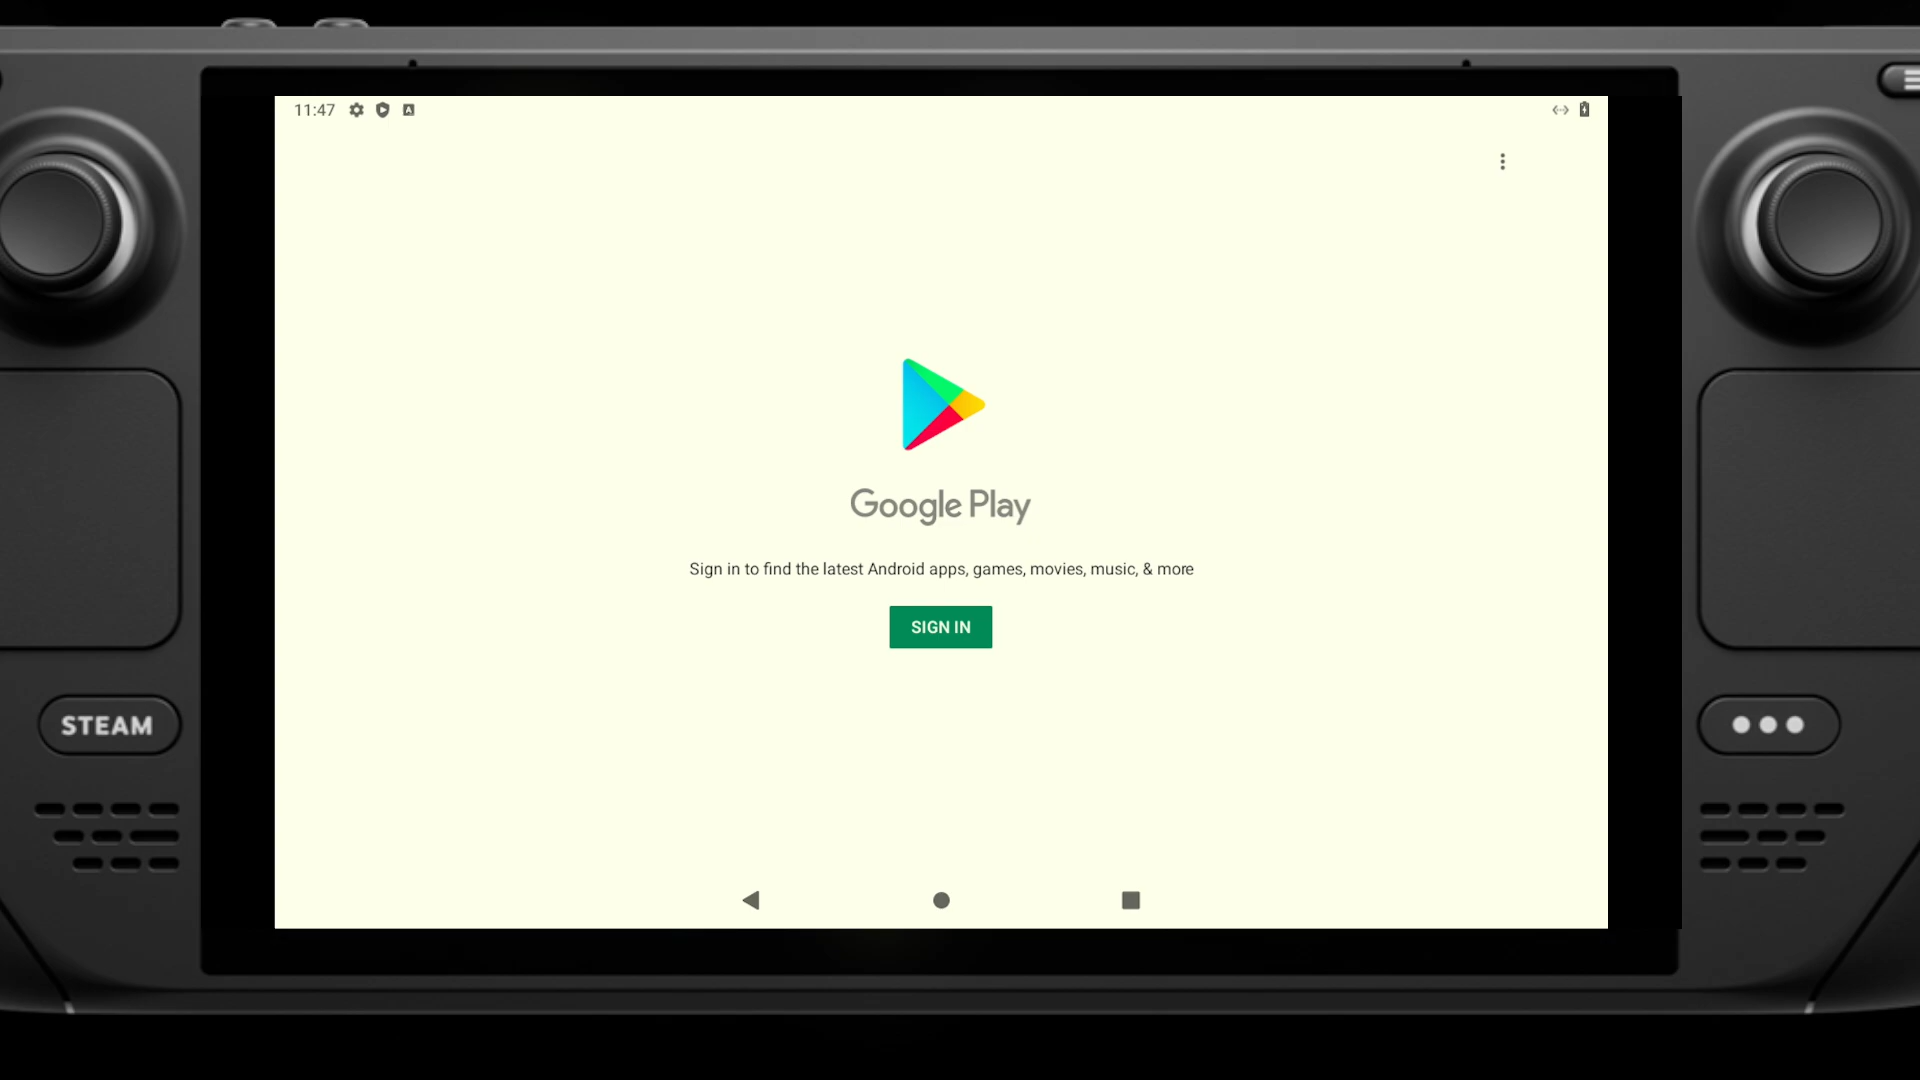 11:47
Google Play
Sign in to find the latest Android apps, games, movies, music, & more
SIGN IN
STEAM